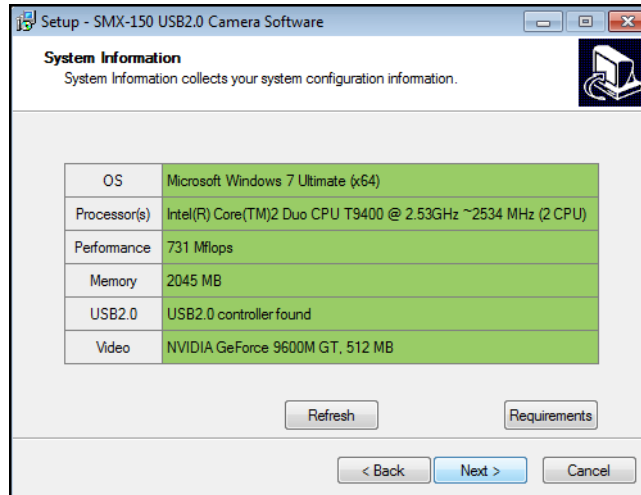 Setup - SMX-150 USB2.0 Camera Software
System Information
System Information collects your system configuration information.
OS Microsoft Windows 7 Ultimate (x64)
Processor(s) Intel(R) Core(TM)2 Duo CPU T9400 @ 2.53GHz ~2534 MHz (2 CPU)
Performance 731 Mflops
Memory 2045 MB
USB2.0 USB2.0 controller found
Video NVIDIA GeForce 9600M GT, 512 MB
Refresh Requirements
< Back Next > Cancel